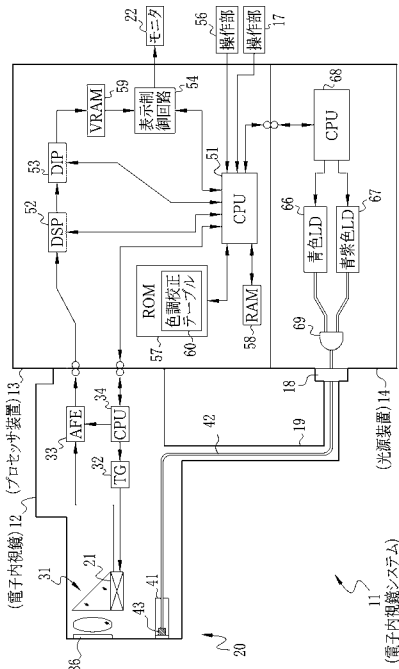 (電子内視鏡)12
(プロセッサ装置)13
モニタ
22
操作部
56
操作部
17
31
21
36
43
41
20
AFE
33
CPU
34
TG
32
DSP
52
DIP
53
VRAM
59
表示制御回路
54
CPU
51
ROM
色調校正
テーブル
57
60
RAM
58
CPU
68
青色LD
66
青紫色LD
67
69
18
42
19
(光源装置)14
11
(電子内視鏡システム)